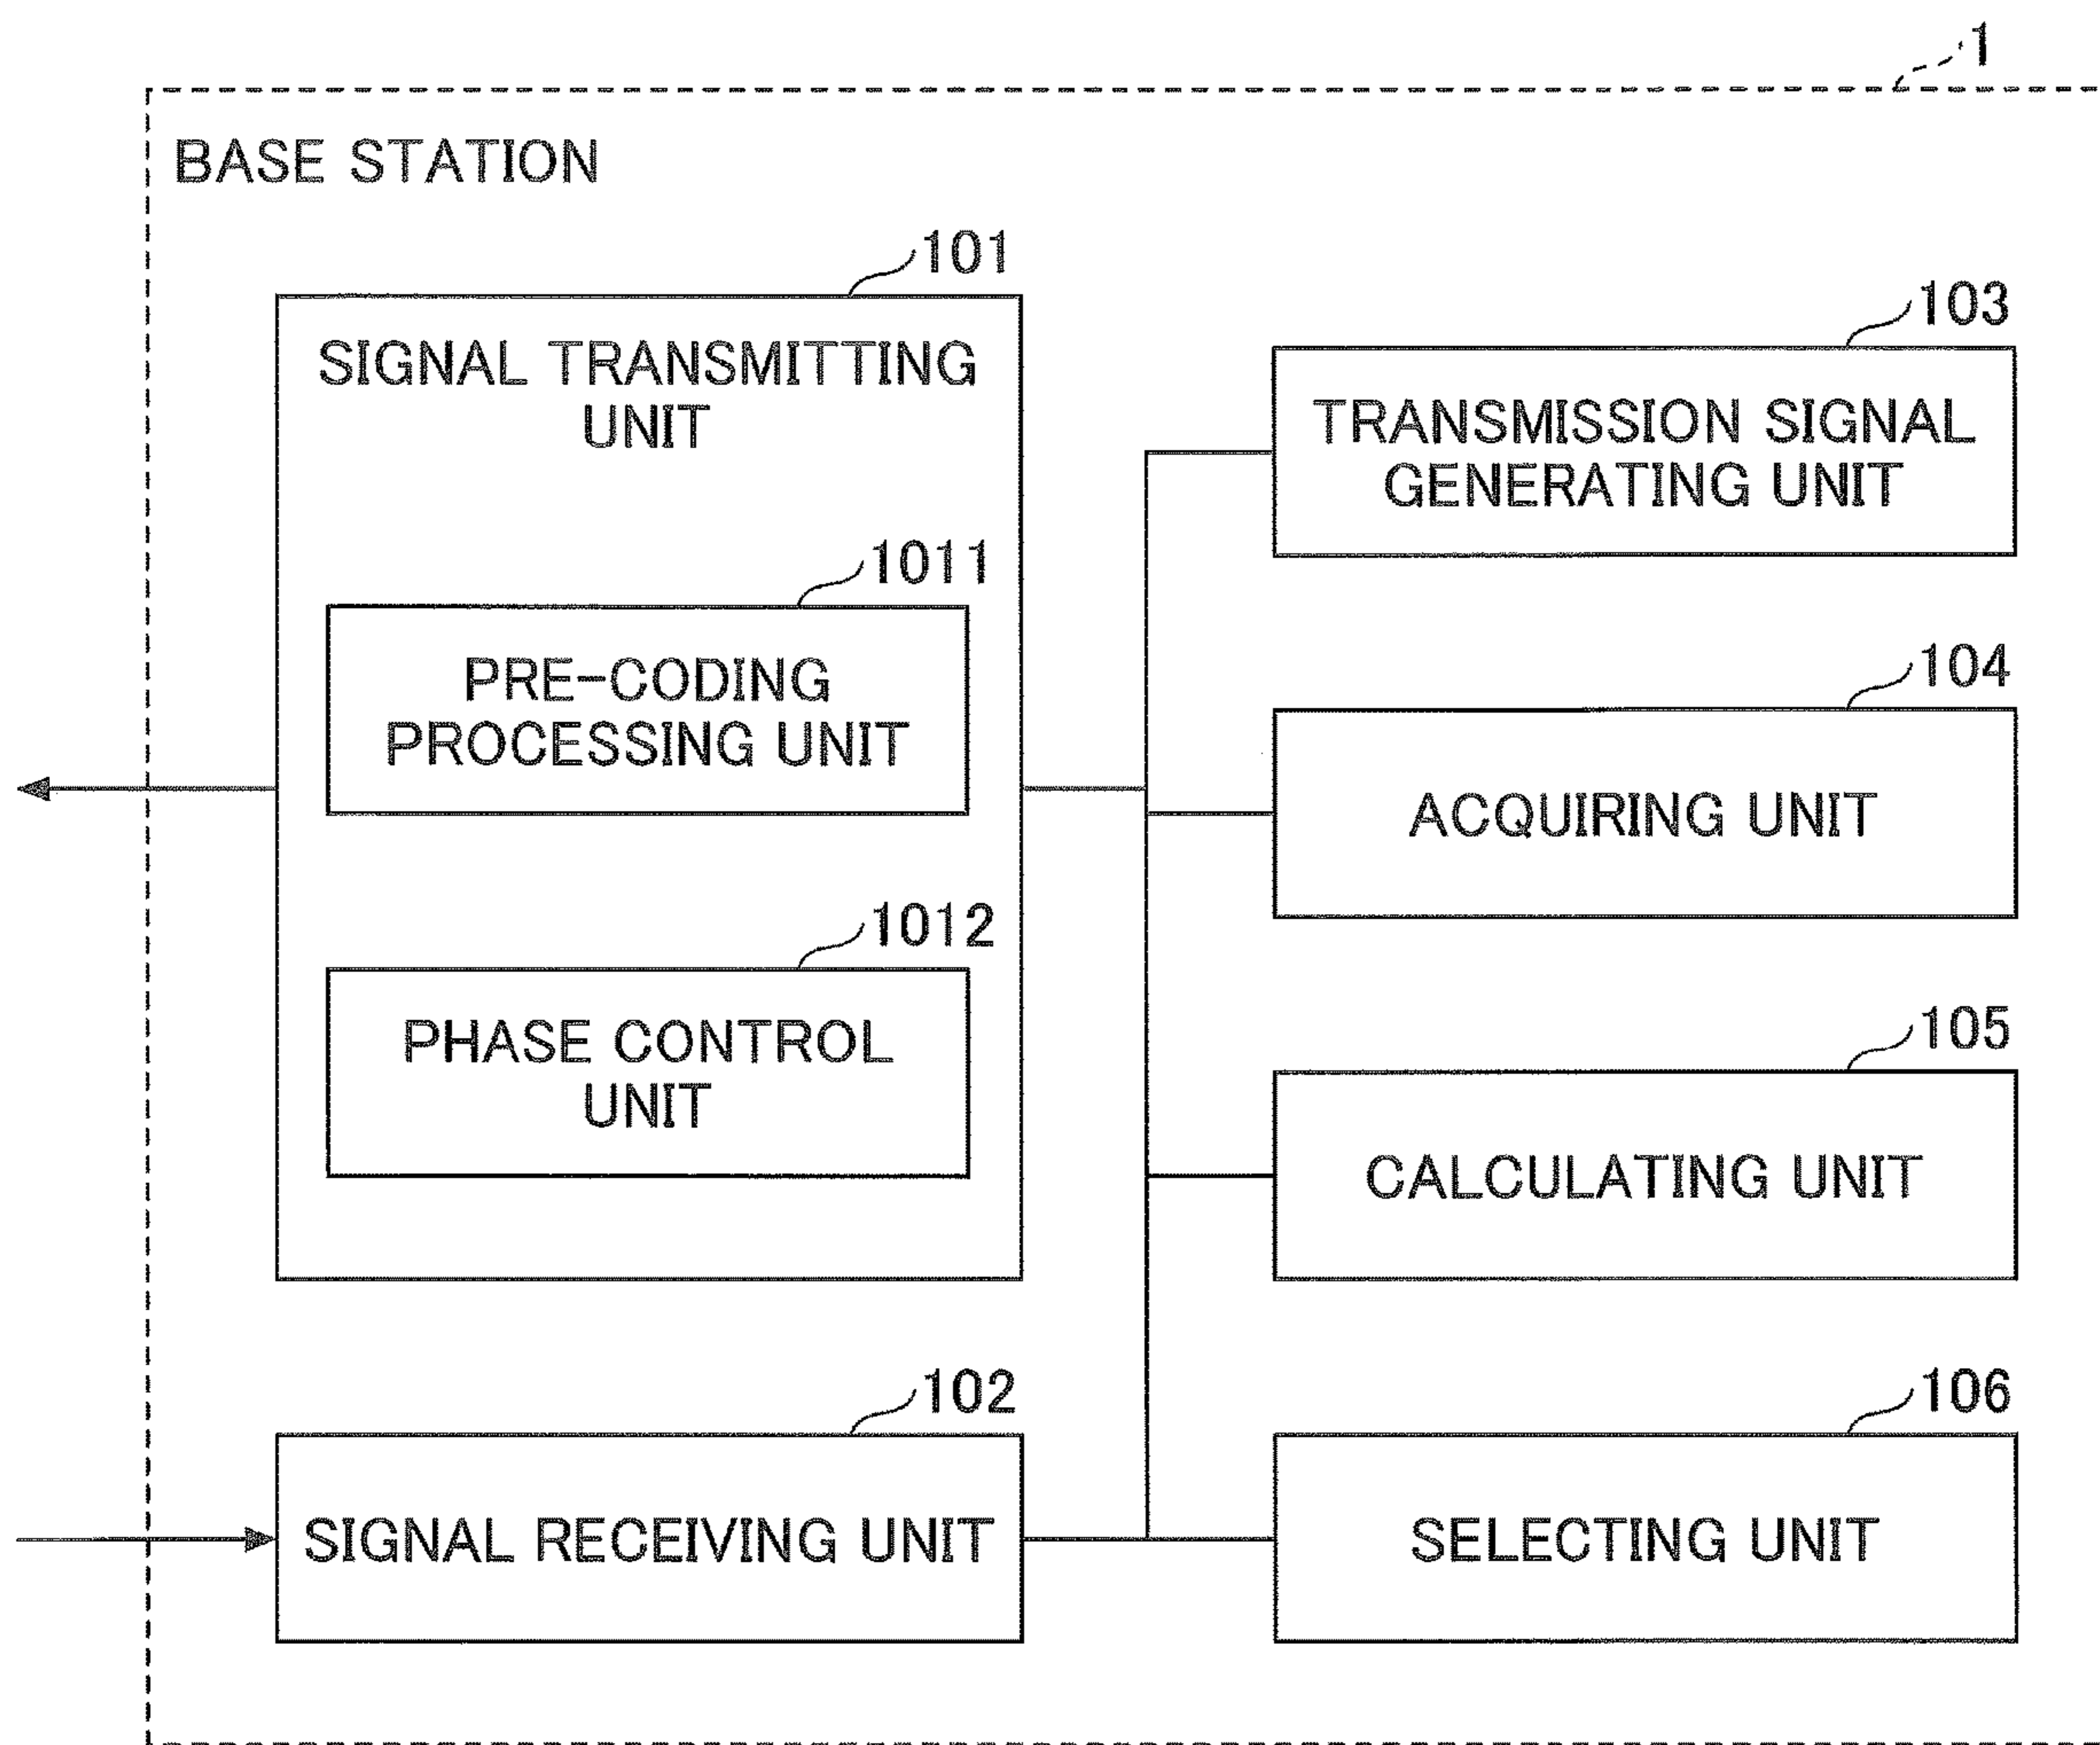 1
BASE STATION
101
SIGNAL TRANSMITTING
UNIT
1011
PRE-CODING
PROCESSING UNIT
1012
PHASE CONTROL
UNIT
102
SIGNAL RECEIVING UNIT
103
TRANSMISSION SIGNAL
GENERATING UNIT
104
ACQUIRING UNIT
105
CALCULATING UNIT
106
SELECTING UNIT